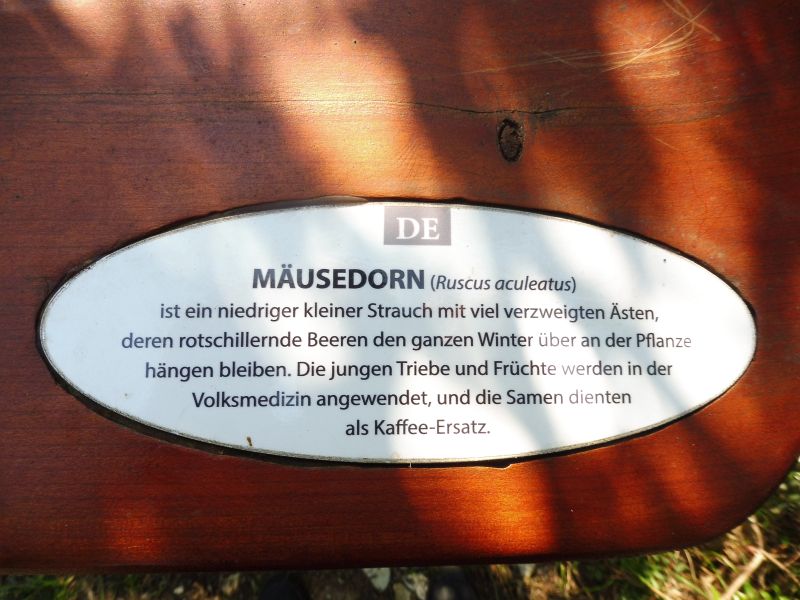 DE
MÄUSEDORN (Ruscus aculeatus)
ist ein niedriger kleiner Strauch mit viel verzweigten Ästen,
deren rotschillernde Beeren den ganzen Winter über an der Pflanze
hängen bleiben. Die jungen Triebe und Früchte werden in der
Volksmedizin angewendet, und die Samen dienten
als Kaffee-Ersatz.